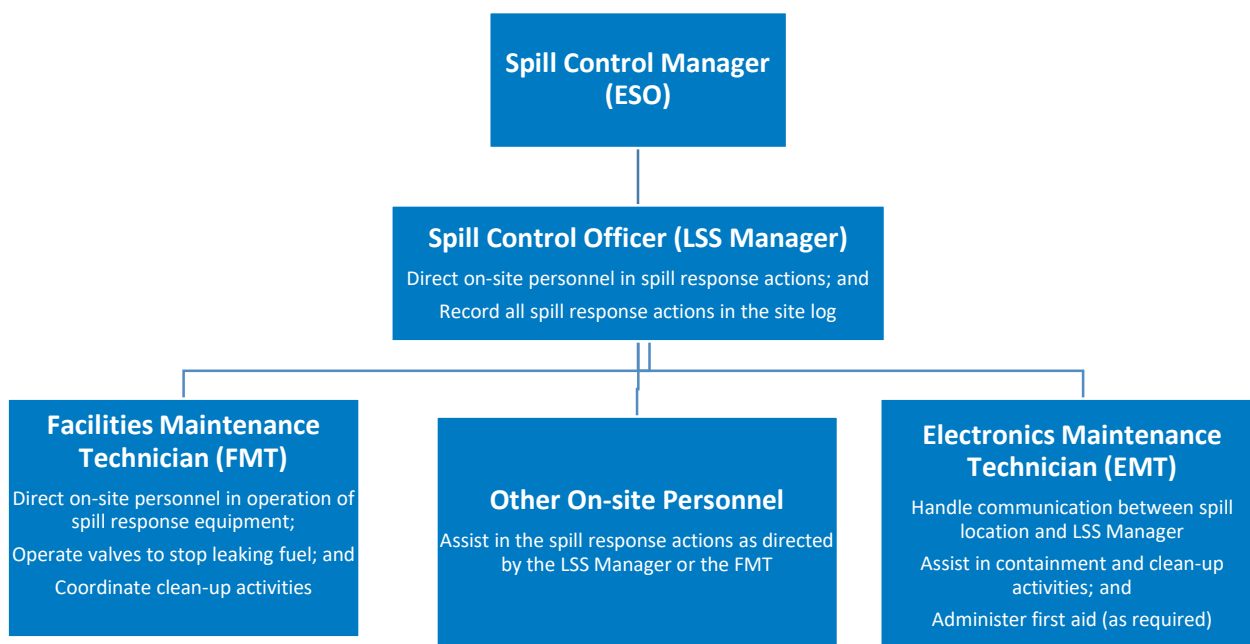 Spill Control Manager
(ESO)
Spill Control Officer (LSS Manager)
Direct on-site personnel in spill response actions; and
Record all spill response actions in the site log
Facilities Maintenance
Technician (FMT)
Direct on-site personnel in operation of
spill response equipment;
Operate valves to stop leaking fuel; and
Coordinate clean-up activities
Other On-site Personnel
Assist in the spill response actions as directed
by the LSS Manager or the FMT
Electronics Maintenance
Technician (EMT)
Handle communication between spill
location and LSS Manager
Assist in containment and clean-up
activities; and
Administer first aid (as required)